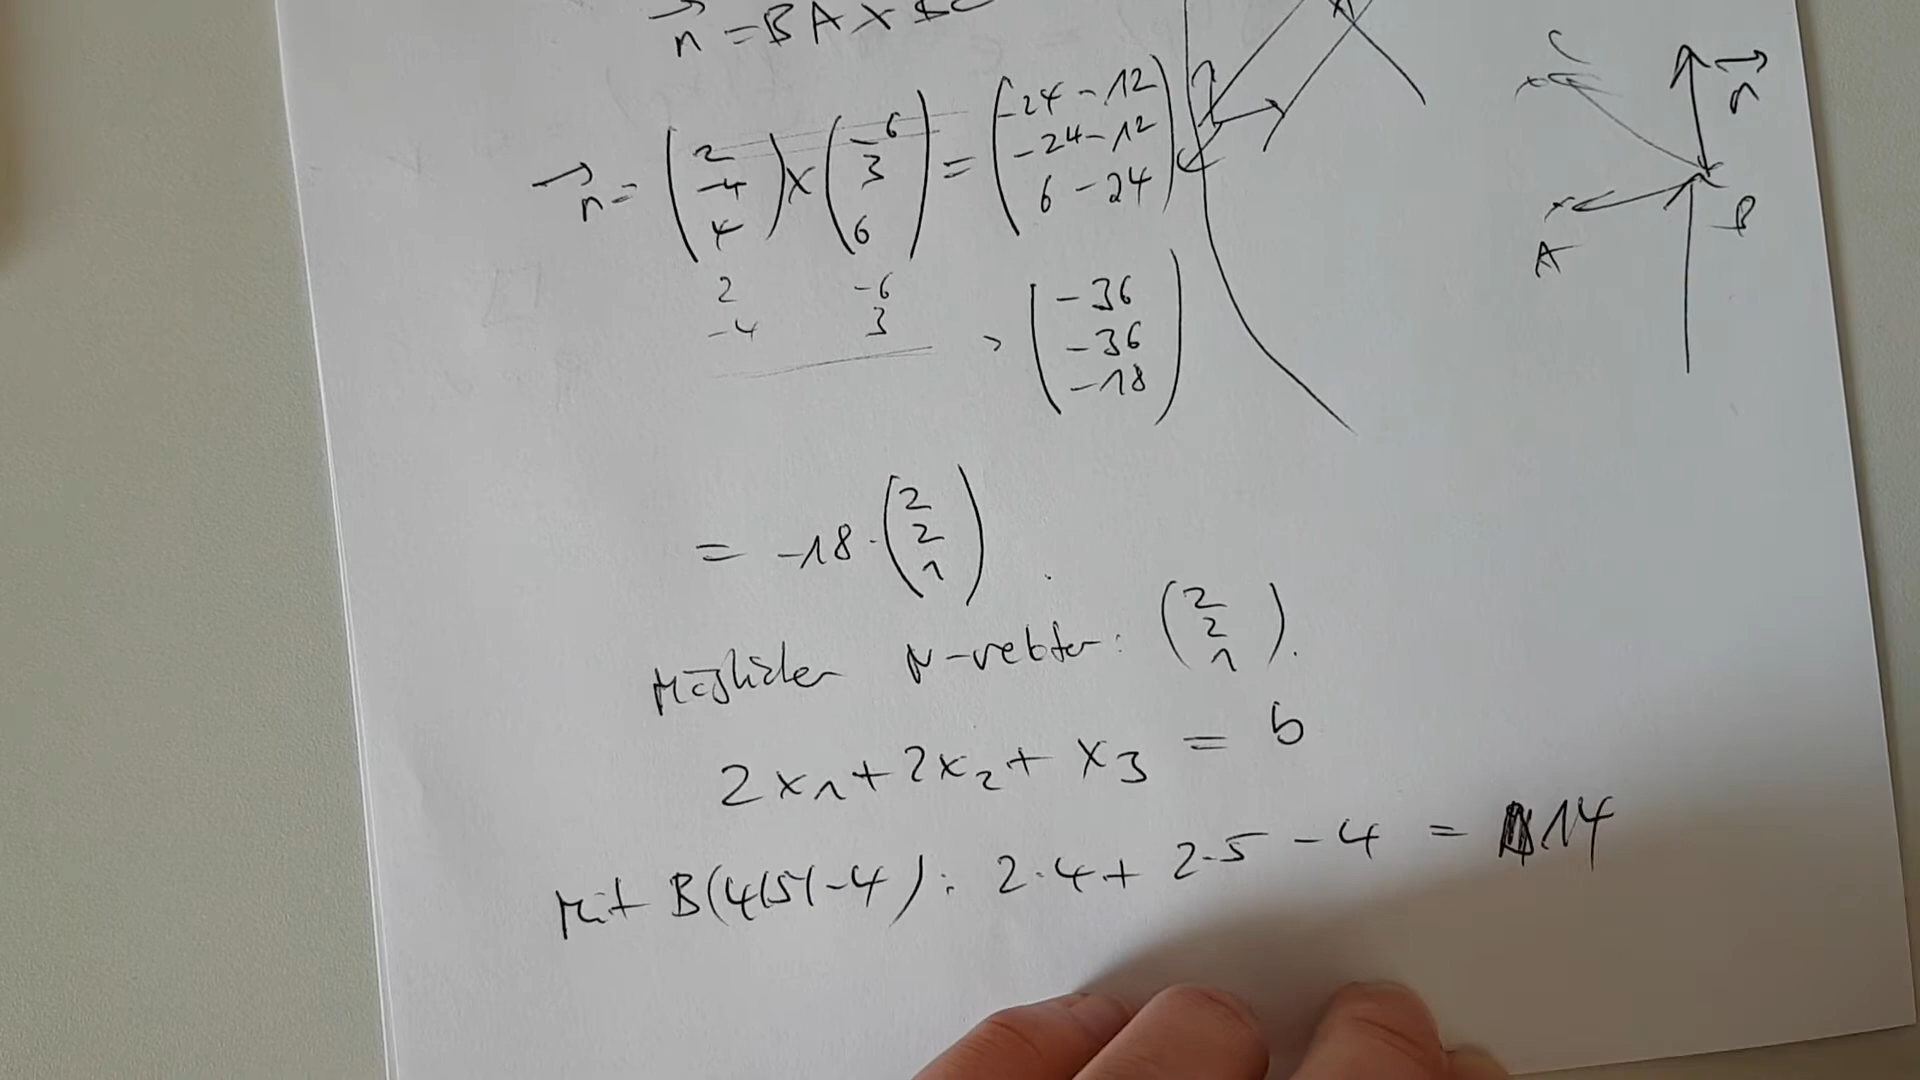 n⃗ = BA × BC
n⃗ = (2 -4 4) × (-6 3 6) = (-24-12 -24-12 6-24)
2 -6
-4 3
(-36 -36 -18)
= -18 · (2 2 1)
Möglicher N-vektor: (2 2 1).
2x₁ + 2x₂ + x₃ = b
Mit B(4|5|-4): 2·4 + 2·5 - 4 = 14
C
n⃗
A
B